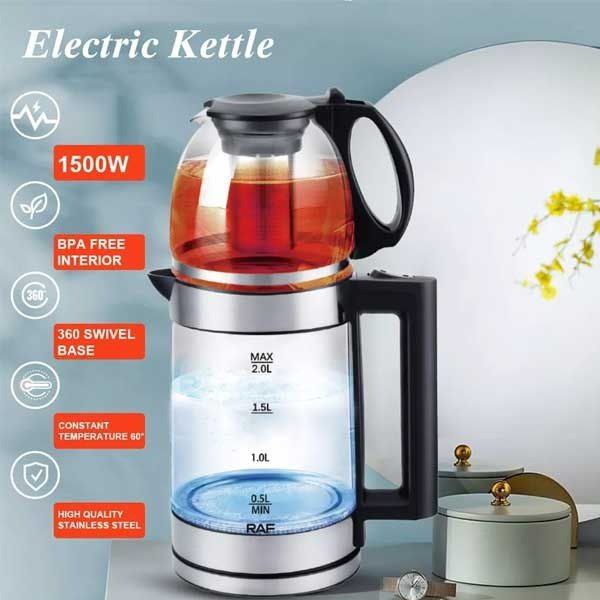 Electric Kettle
1500W
BPA FREE
INTERIOR
360°
360 SWIVEL
BASE
CONSTANT
TEMPERATURE 60°
HIGH QUALITY
STAINLESS STEEL
MAX
2.0L
1.5L
1.0L
0.5L
MIN
RAF